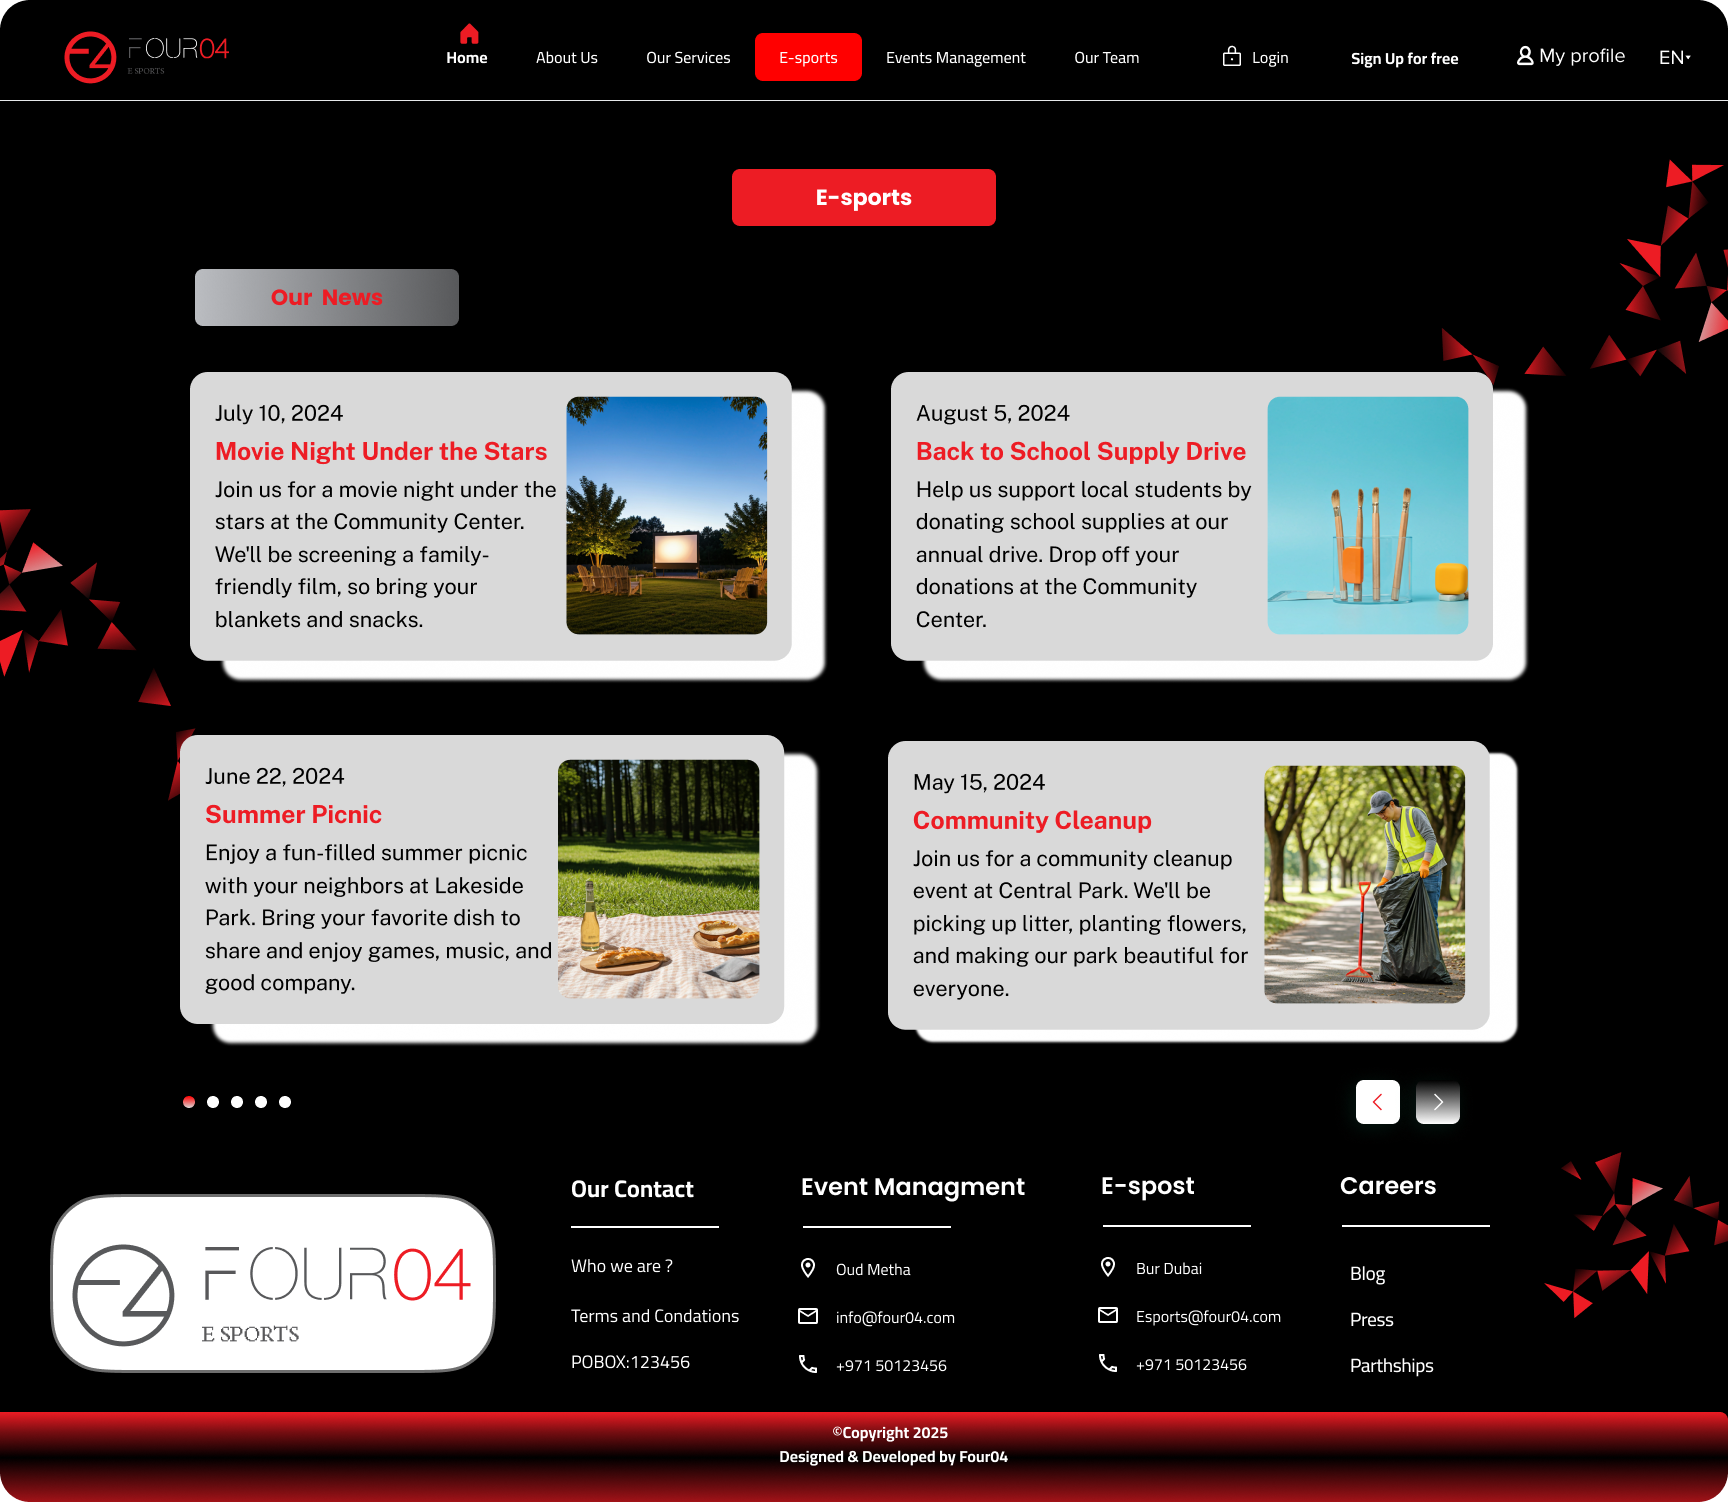 FOUR04
E SPORTS
Home
About Us
Our Services
E-sports
Events Management
Our Team
Login
Sign Up for free
My profile
EN
E-sports
Our News
July 10, 2024
Movie Night Under the Stars
Join us for a movie night under the
stars at the Community Center.
We'll be screening a family-
friendly film, so bring your
blankets and snacks.
August 5, 2024
Back to School Supply Drive
Help us support local students by
donating school supplies at our
annual drive. Drop off your
donations at the Community
Center.
June 22, 2024
Summer Picnic
Enjoy a fun-filled summer picnic
with your neighbors at Lakeside
Park. Bring your favorite dish to
share and enjoy games, music, and
good company.
May 15, 2024
Community Cleanup
Join us for a community cleanup
event at Central Park. We'll be
picking up litter, planting flowers,
and making our park beautiful for
everyone.
FOUR04
E SPORTS
Our Contact
Who we are ?
Terms and Condations
POBOX:123456
Event Managment
Oud Metha
info@four04.com
+971 50123456
E-spost
Bur Dubai
Esports@four04.com
+971 50123456
Careers
Blog
Press
Parthships
©Copyright 2025
Designed & Developed by Four04